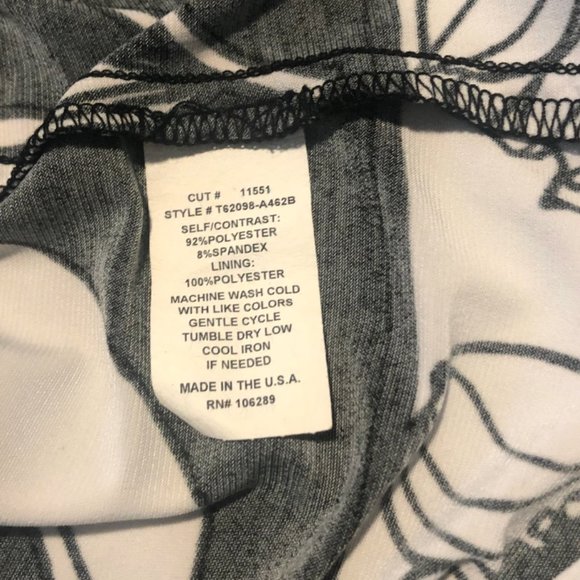 CUT # 11551
STYLE # T62098-A462B
SELF/CONTRAST:
92%POLYESTER
8%SPANDEX
LINING:
100%POLYESTER
MACHINE WASH COLD
WITH LIKE COLORS
GENTLE CYCLE
TUMBLE DRY LOW
COOL IRON
IF NEEDED
MADE IN THE U.S.A.
RN# 106289